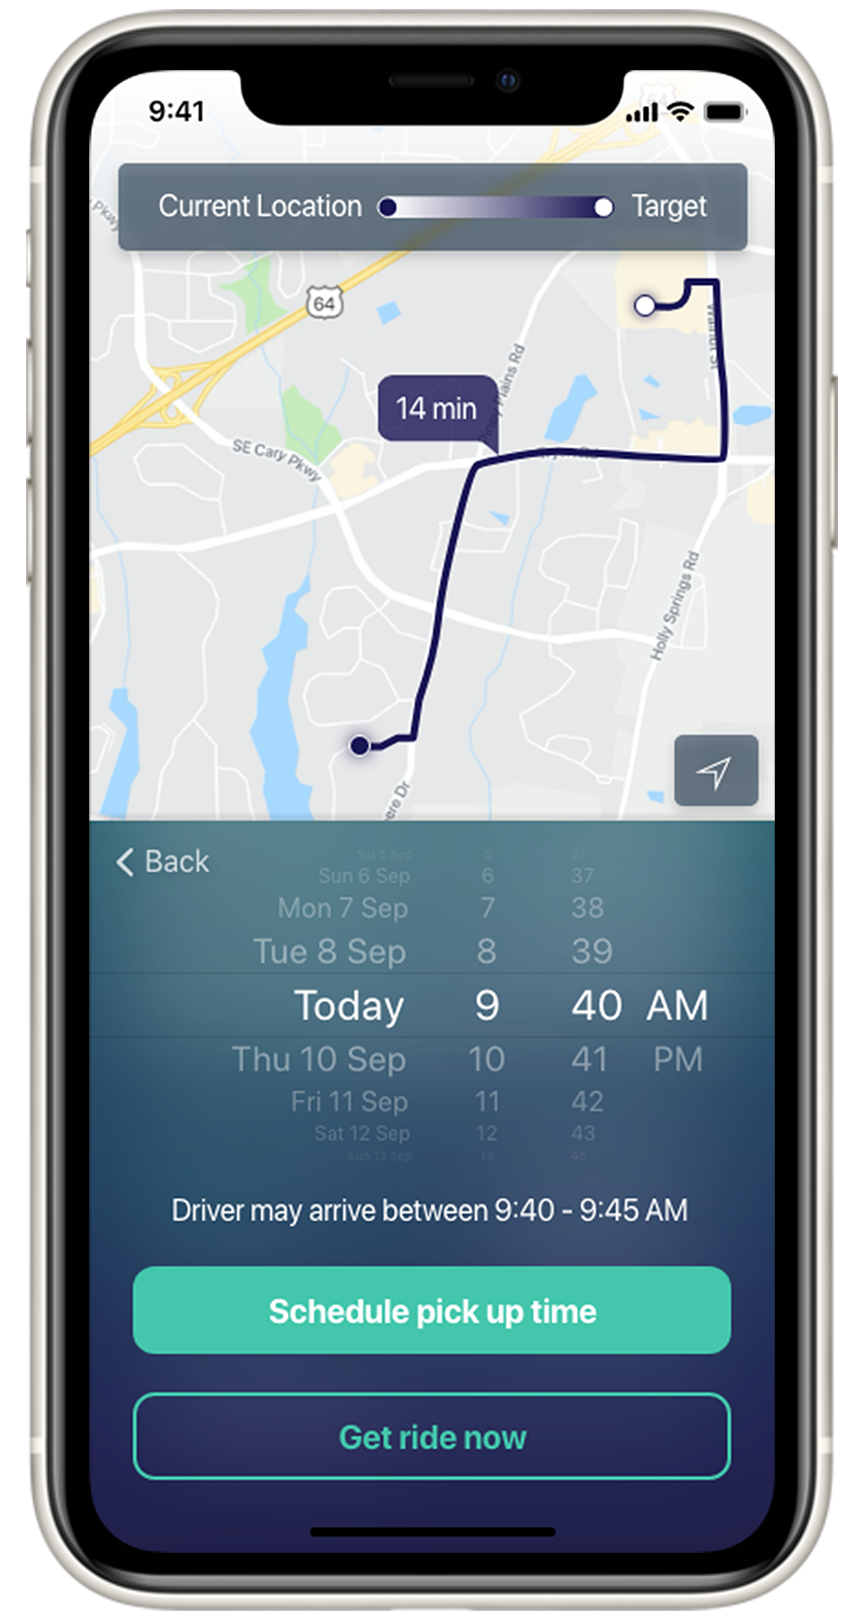 9:41
64
Current Location Target
Pkwy
64
Walnut St
Plains Rd
14 min
SE Cary Pkwy
Holly Springs Rd
ere Dr
Back
Sat 5 Sep 5 37
Sun 6 Sep 6 37
Mon 7 Sep 7 38
Tue 8 Sep 8 39
Today 9 40 AM
Thu 10 Sep 10 41 PM
Fri 11 Sep 11 42
Sat 12 Sep 12 43
Sun 13 Sep 13 45
Driver may arrive between 9:40 - 9:45 AM
Schedule pick up time
Get ride now